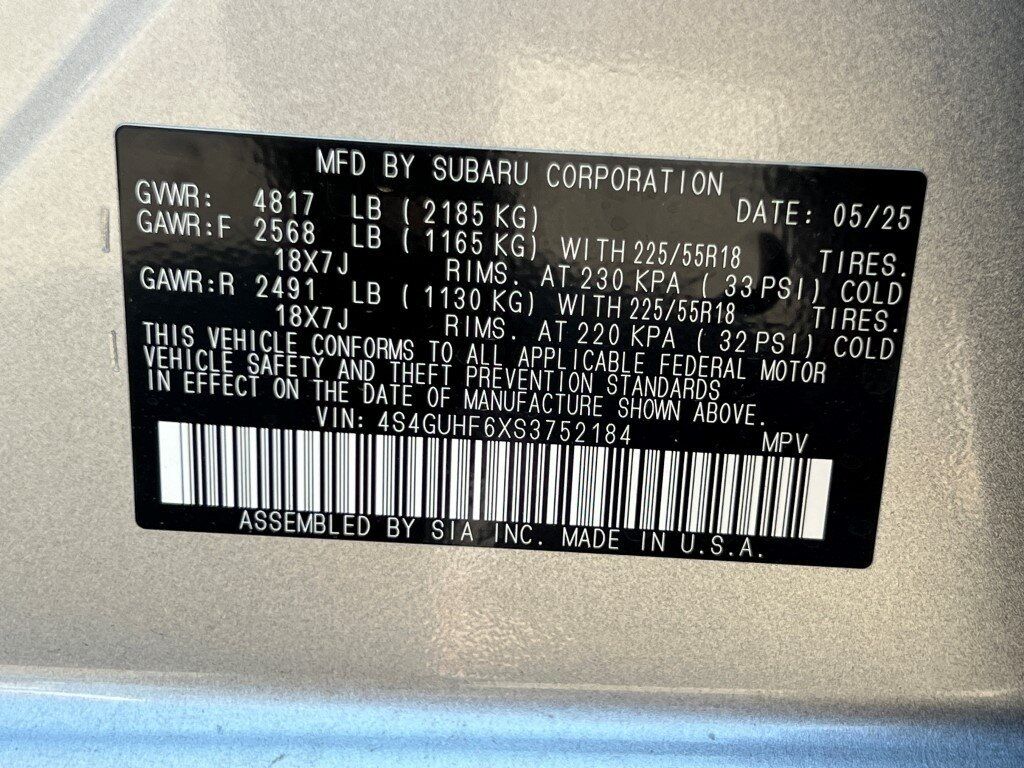 MFD BY SUBARU CORPORATION
GVWR: 4817 LB ( 2185 KG) DATE: 05/25
GAWR:F 2568 LB ( 1165 KG) WITH 225/55R18 TIRES.
18X7J RIMS. AT 230 KPA ( 33 PSI) COLD
GAWR:R 2491 LB ( 1130 KG) WITH 225/55R18 TIRES.
18X7J RIMS. AT 220 KPA ( 32 PSI) COLD
THIS VEHICLE CONFORMS TO ALL APPLICABLE FEDERAL MOTOR
VEHICLE SAFETY AND THEFT PREVENTION STANDARDS
IN EFFECT ON THE DATE OF MANUFACTURE SHOWN ABOVE.
VIN: 4S4GUHF6XS3752184 MPV
ASSEMBLED BY SIA INC. MADE IN U.S.A.